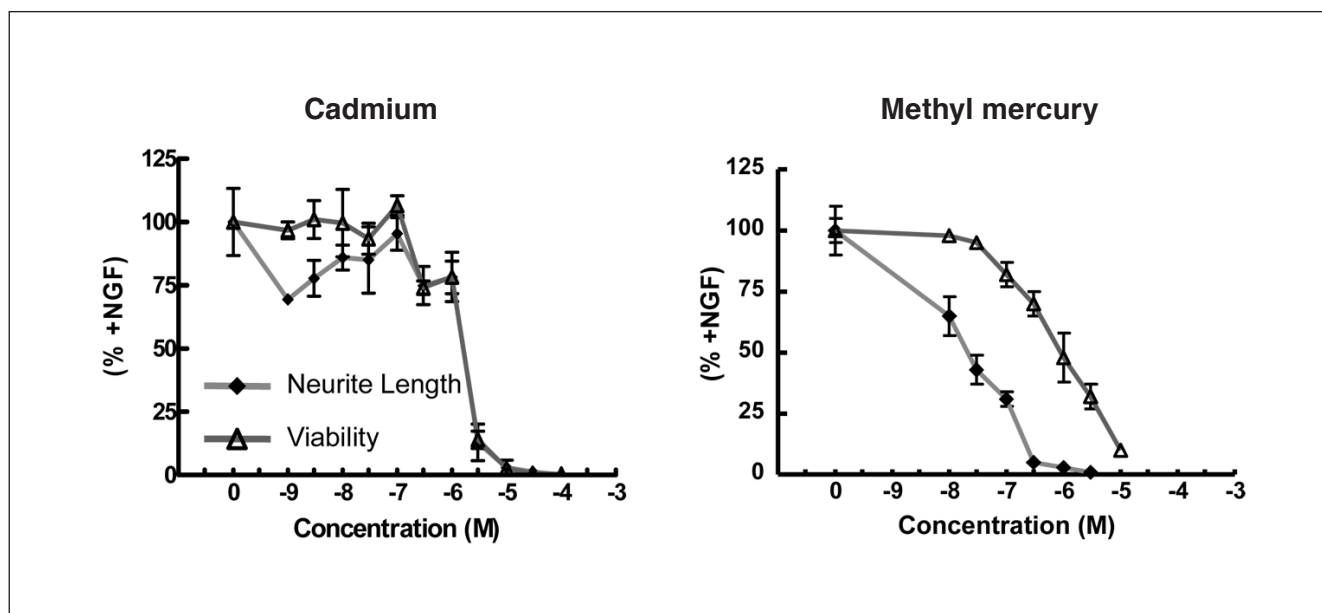 Cadmium
125
100
75
50
25
0
(% +NGF)
Neurite Length
Viability
0 -9 -8 -7 -6 -5 -4 -3
Concentration (M)
Methyl mercury
125
100
75
50
25
0
(% +NGF)
0 -9 -8 -7 -6 -5 -4 -3
Concentration (M)